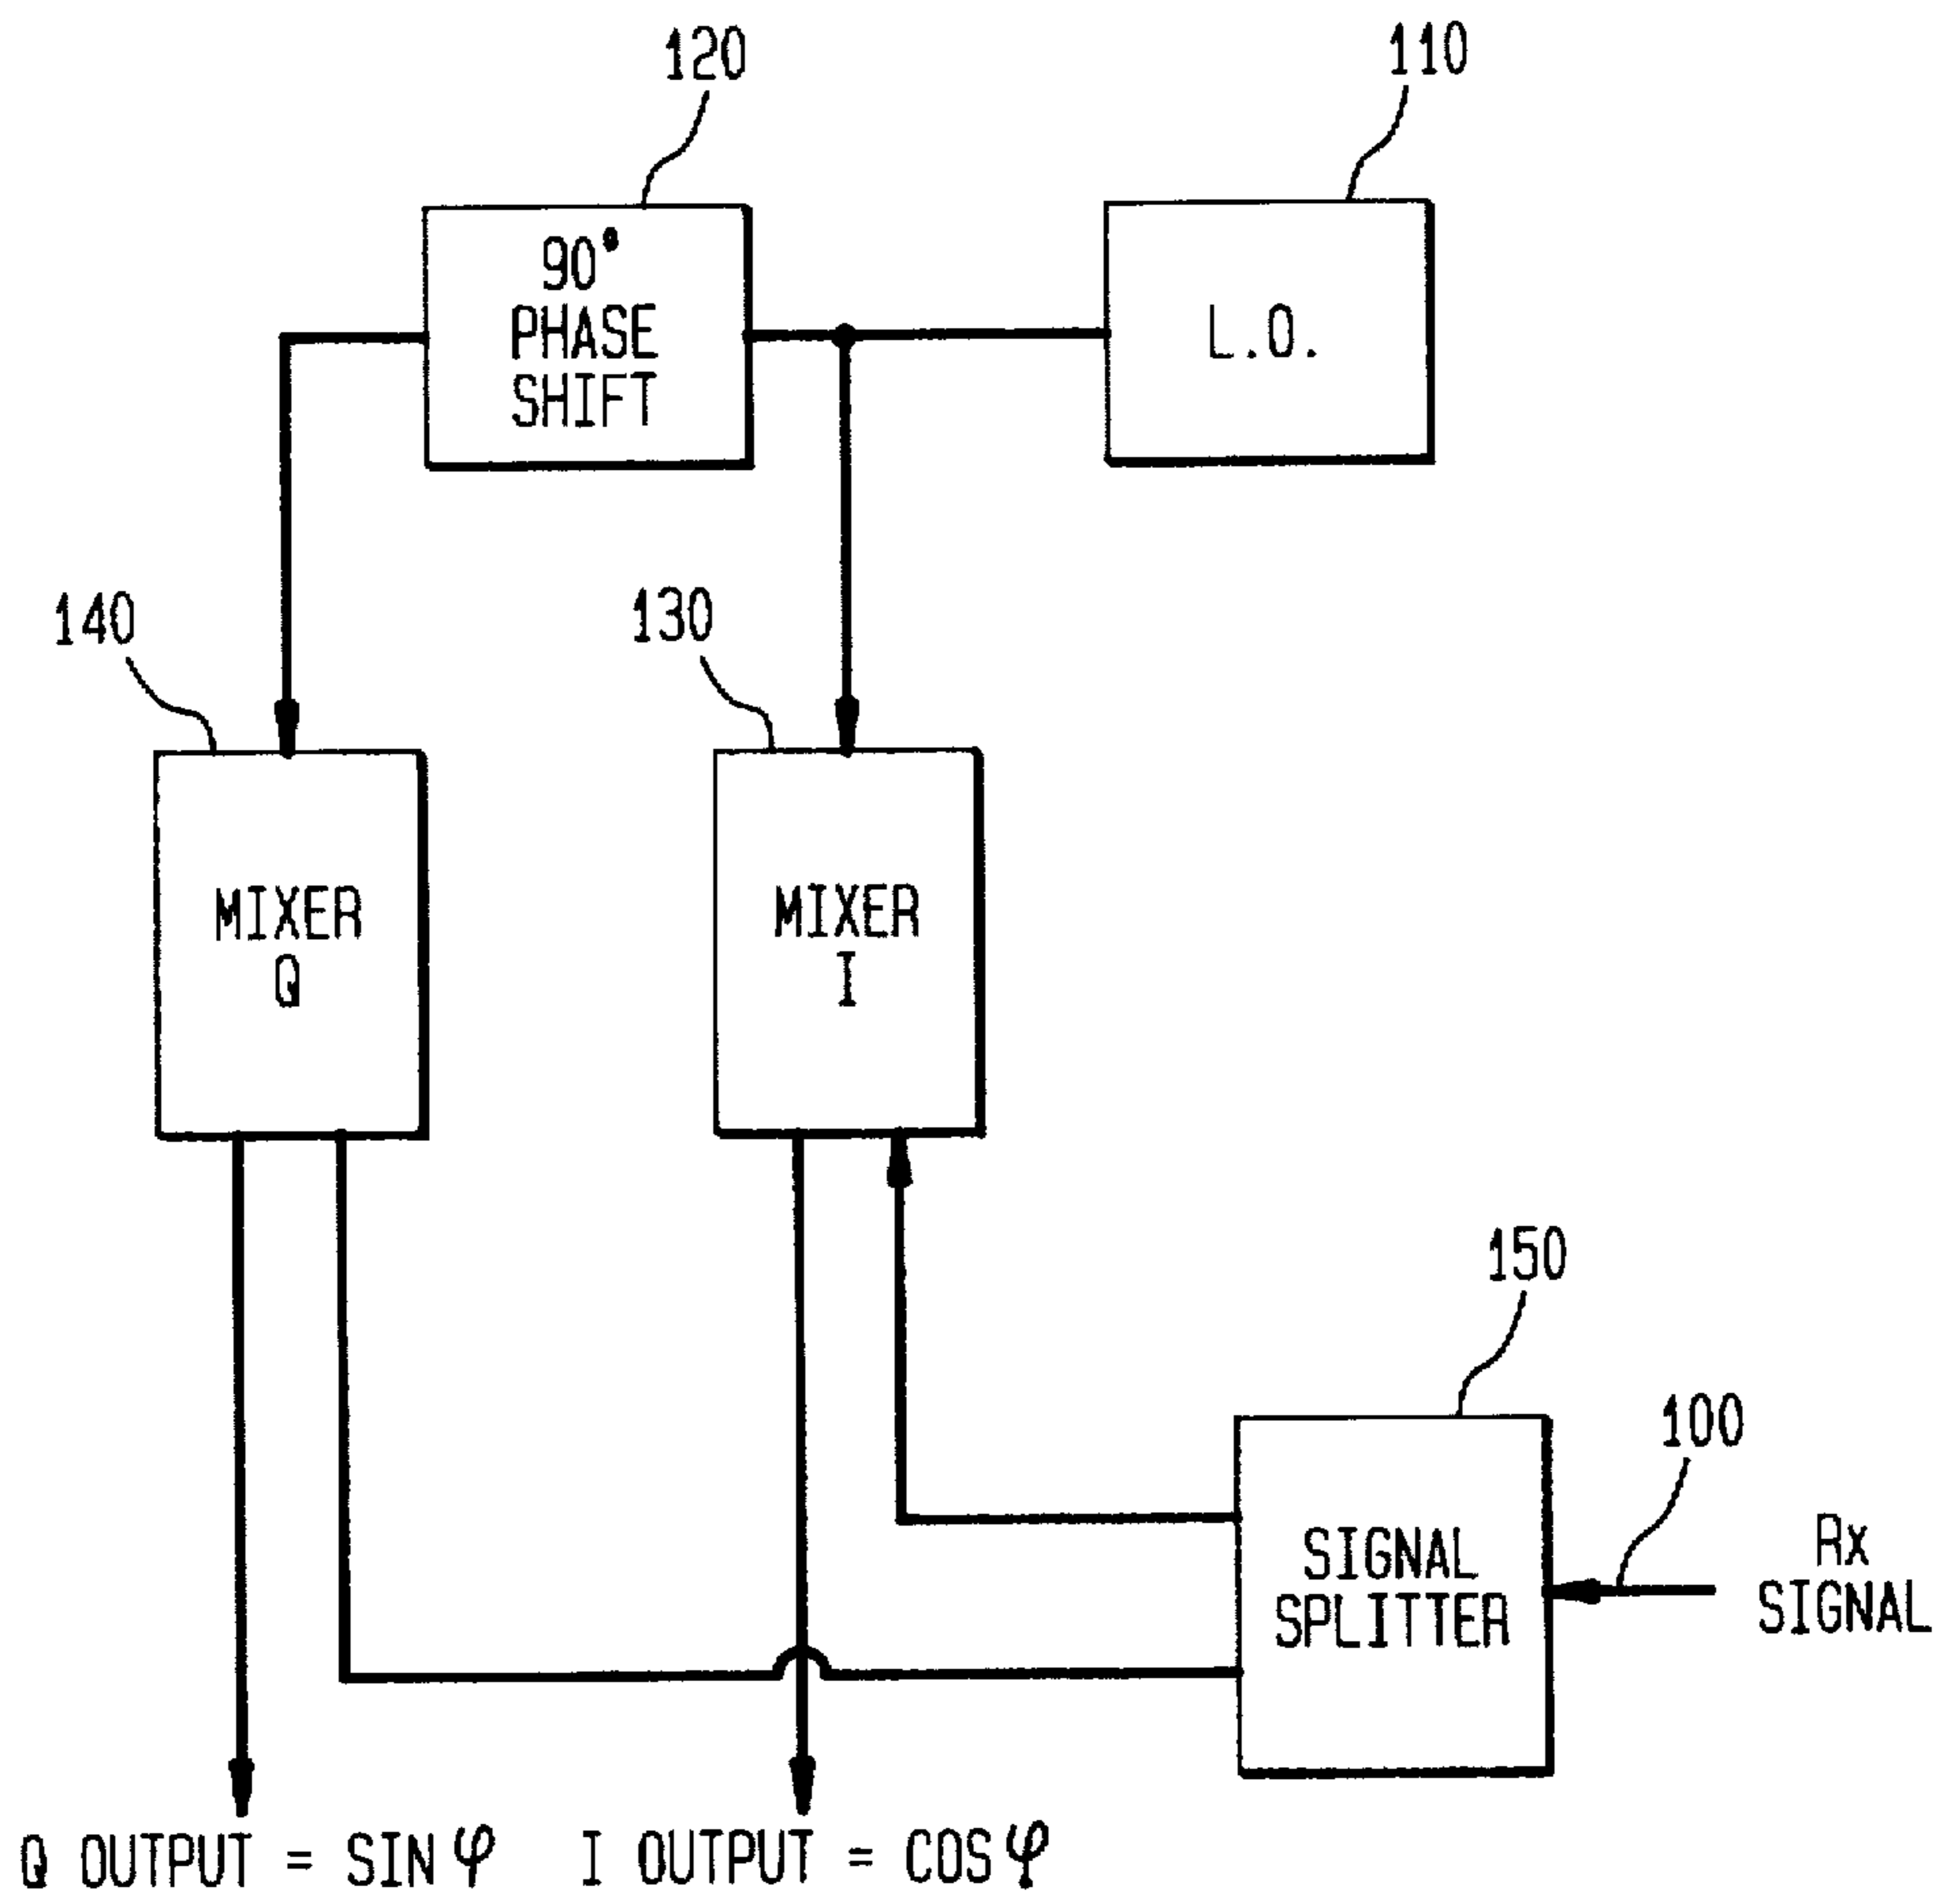 120
110
90°
PHASE
SHIFT
L.O.
140
130
MIXER
Q
MIXER
I
150
100
SIGNAL
SPLITTER
Rx
SIGNAL
Q OUTPUT = SIN φ
I OUTPUT = COS φ